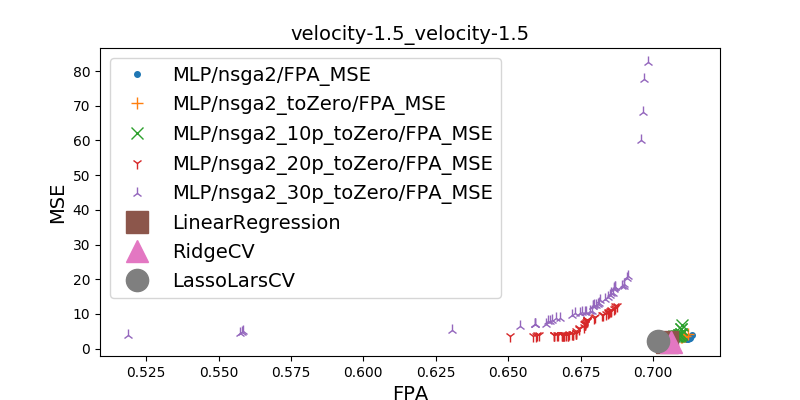 velocity-1.5_velocity-1.5
MSE
80
70
60
50
40
30
20
10
0
MLP/nsga2/FPA_MSE
MLP/nsga2_toZero/FPA_MSE
MLP/nsga2_10p_toZero/FPA_MSE
MLP/nsga2_20p_toZero/FPA_MSE
MLP/nsga2_30p_toZero/FPA_MSE
LinearRegression
RidgeCV
LassoLarsCV
0.525 0.550 0.575 0.600 0.625 0.650 0.675 0.700
FPA